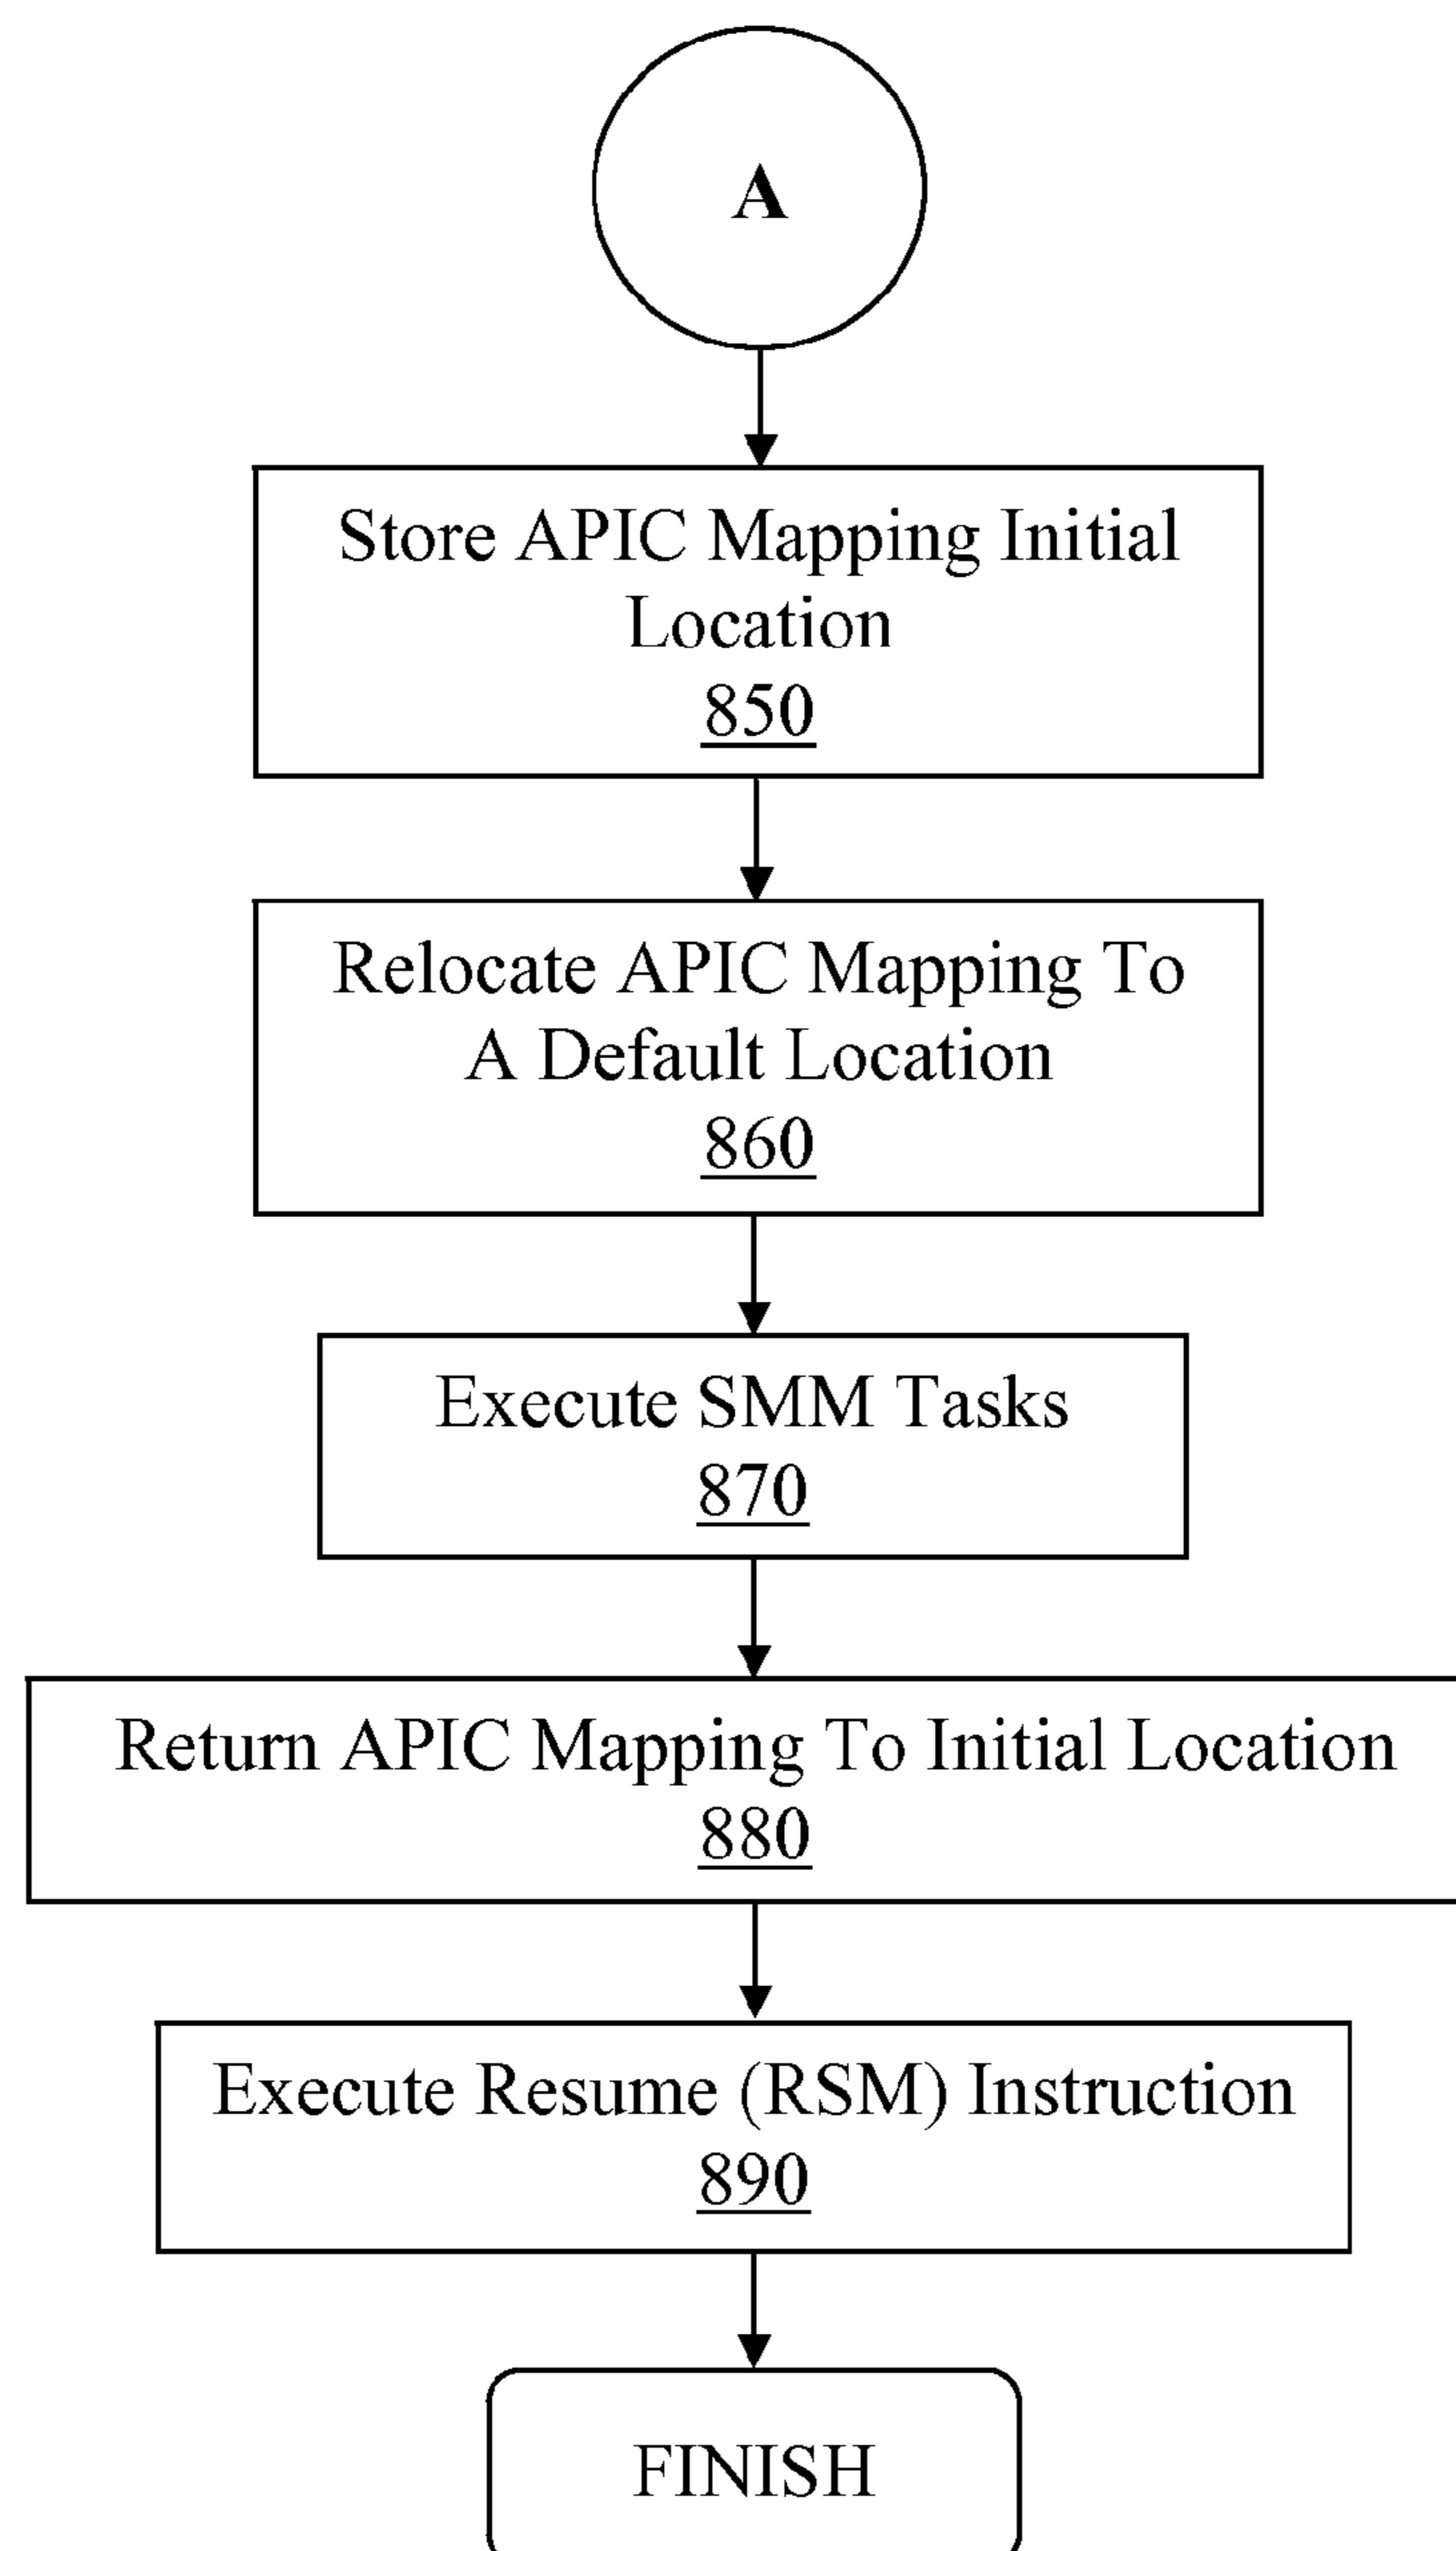 A
Store APIC Mapping Initial
Location
850
Relocate APIC Mapping To
A Default Location
860
Execute SMM Tasks
870
Return APIC Mapping To Initial Location
880
Execute Resume (RSM) Instruction
890
FINISH